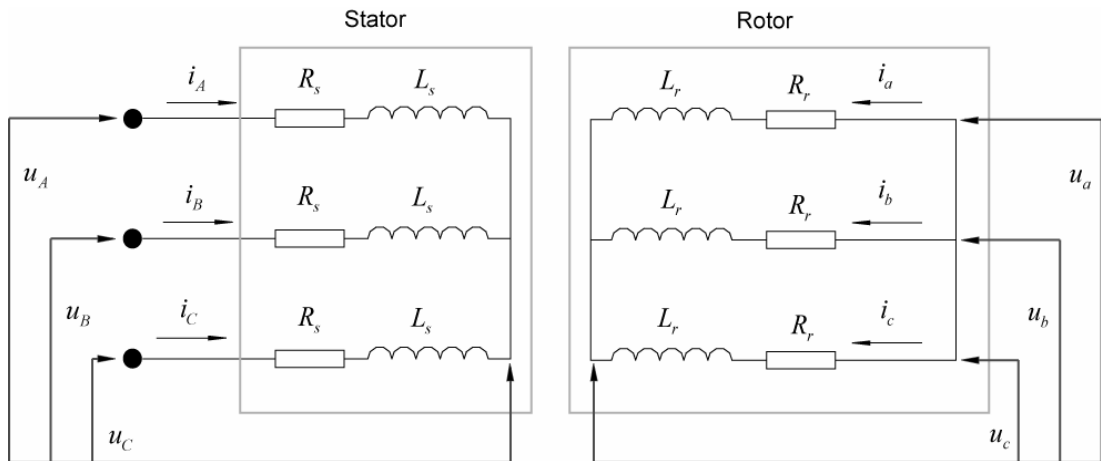 Stator
Rotor
i_A
R_s
L_s
L_r
R_r
i_a
u_A
i_B
R_s
L_s
L_r
R_r
i_b
u_a
u_B
i_C
R_s
L_s
L_r
R_r
i_c
u_b
u_C
u_c